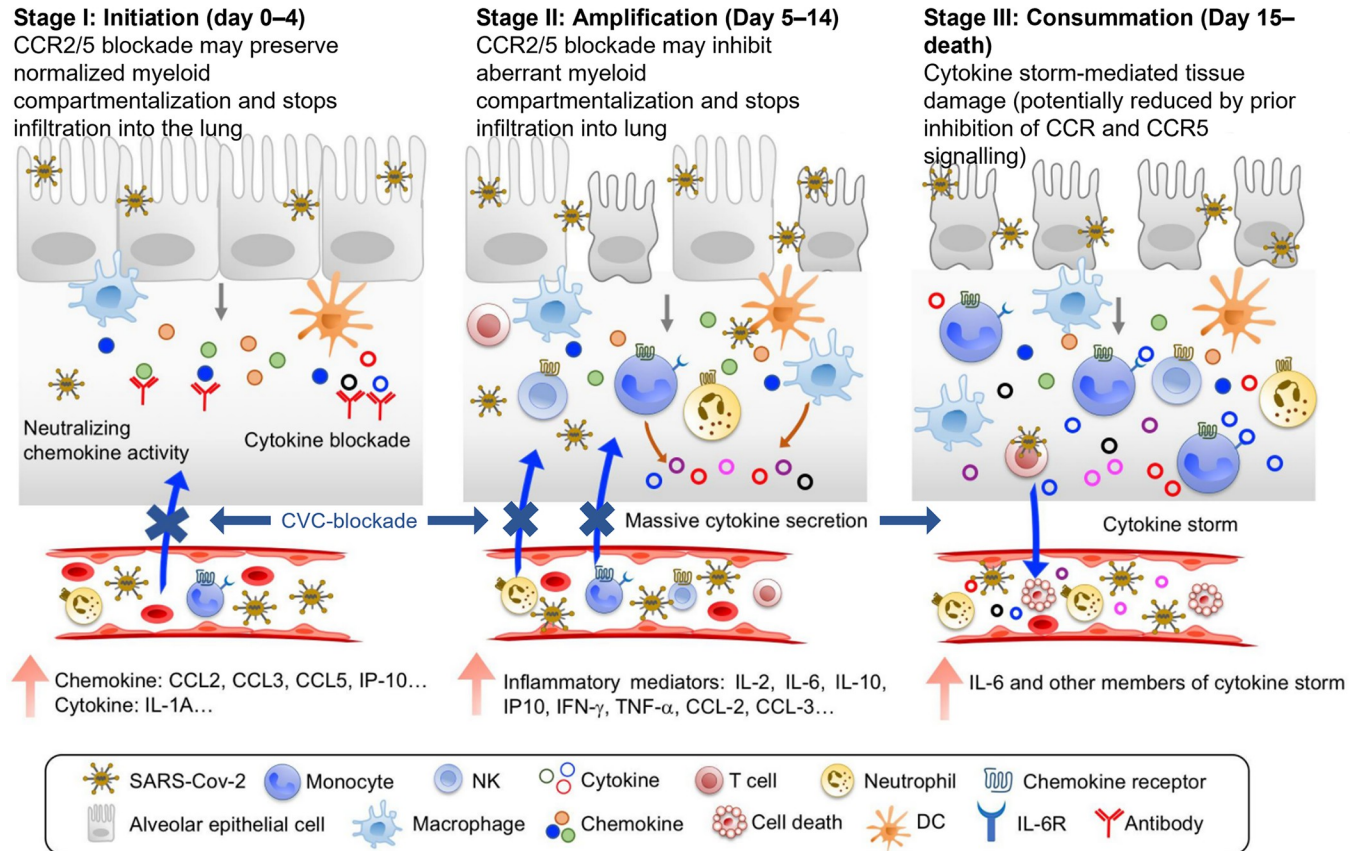 Stage I: Initiation (day 0–4)
CCR2/5 blockade may preserve
normalized myeloid
compartmentalization and stops
infiltration into the lung
Stage II: Amplification (Day 5–14)
CCR2/5 blockade may inhibit
aberrant myeloid
compartmentalization and stops
infiltration into lung
Stage III: Consummation (Day 15–
death)
Cytokine storm-mediated tissue
damage (potentially reduced by prior
inhibition of CCR and CCR5
signalling)
Neutralizing
chemokine activity
Cytokine blockade
CVC-blockade
Massive cytokine secretion
Cytokine storm
Chemokine: CCL2, CCL3, CCL5, IP-10...
Cytokine: IL-1A...
Inflammatory mediators: IL-2, IL-6, IL-10,
IP10, IFN-γ, TNF-α, CCL-2, CCL-3...
IL-6 and other members of cytokine storm
SARS-Cov-2
Monocyte
NK
Cytokine
T cell
Neutrophil
Chemokine receptor
Alveolar epithelial cell
Macrophage
Chemokine
Cell death
DC
IL-6R
Antibody